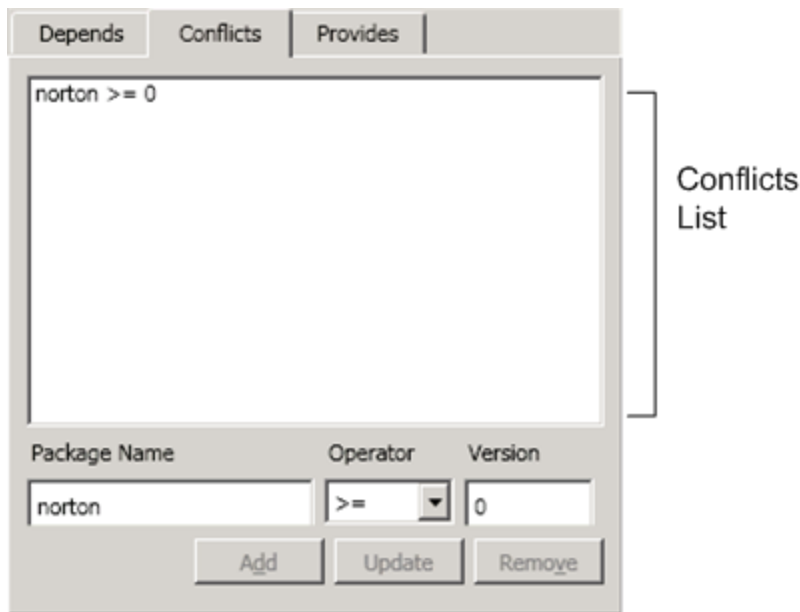 Depends Conflicts Provides
norton >= 0
Conflicts
List
Package Name Operator Version
norton >= 0
Add Update Remove